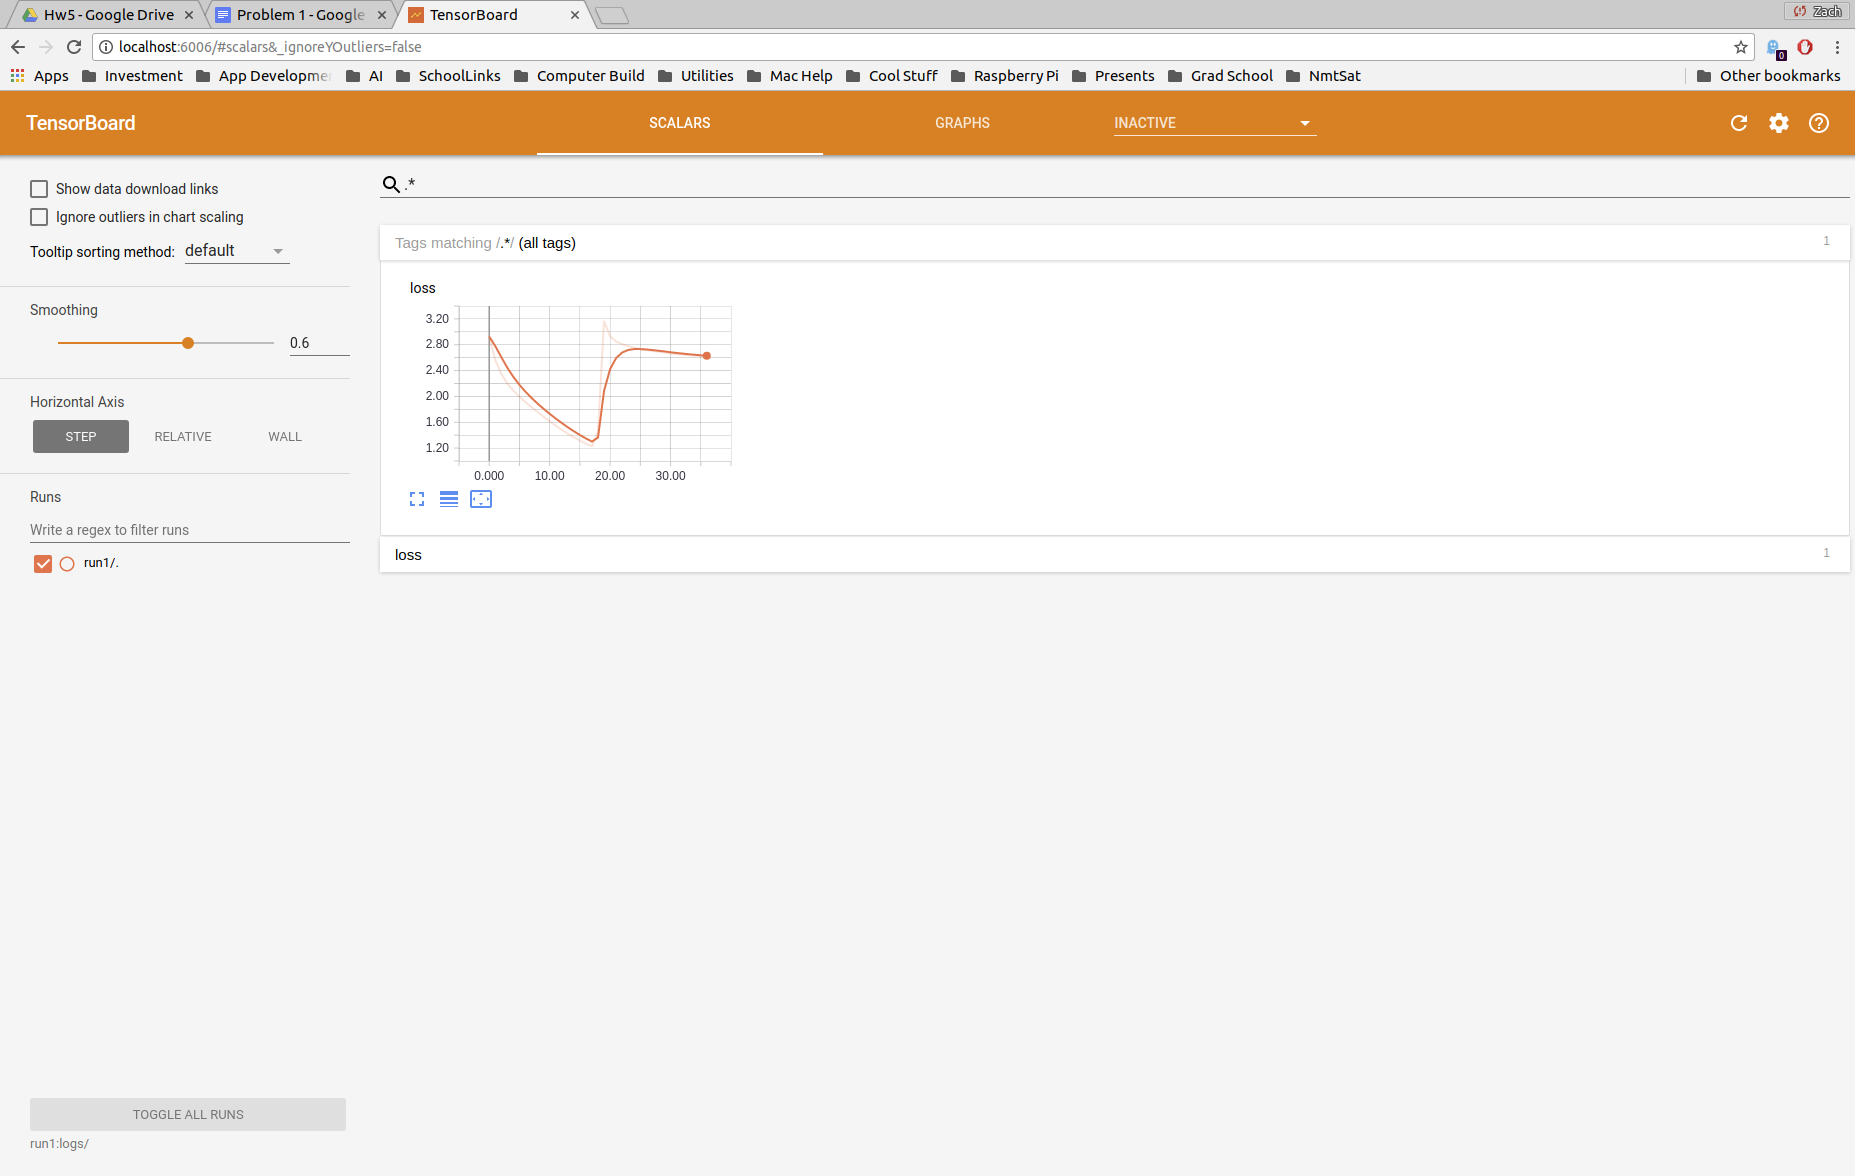 Hw5 - Google Drive
Problem 1 - Google
TensorBoard
Zach
localhost:6006/#scalars&_ignoreYOutliers=false
0
Apps Investment App Developme AI SchoolLinks Computer Build Utilities Mac Help Cool Stuff Raspberry Pi Presents Grad School NmtSat Other bookmarks
TensorBoard SCALARS GRAPHS INACTIVE
Show data download links
Ignore outliers in chart scaling
Tooltip sorting method: default
Smoothing
0.6
Horizontal Axis
STEP RELATIVE WALL
Runs
Write a regex to filter runs
run1/.
TOGGLE ALL RUNS
run1:logs/
.*
Tags matching /.*/ (all tags) 1
loss
3.20
2.80
2.40
2.00
1.60
1.20
0.000 10.00 20.00 30.00
loss 1